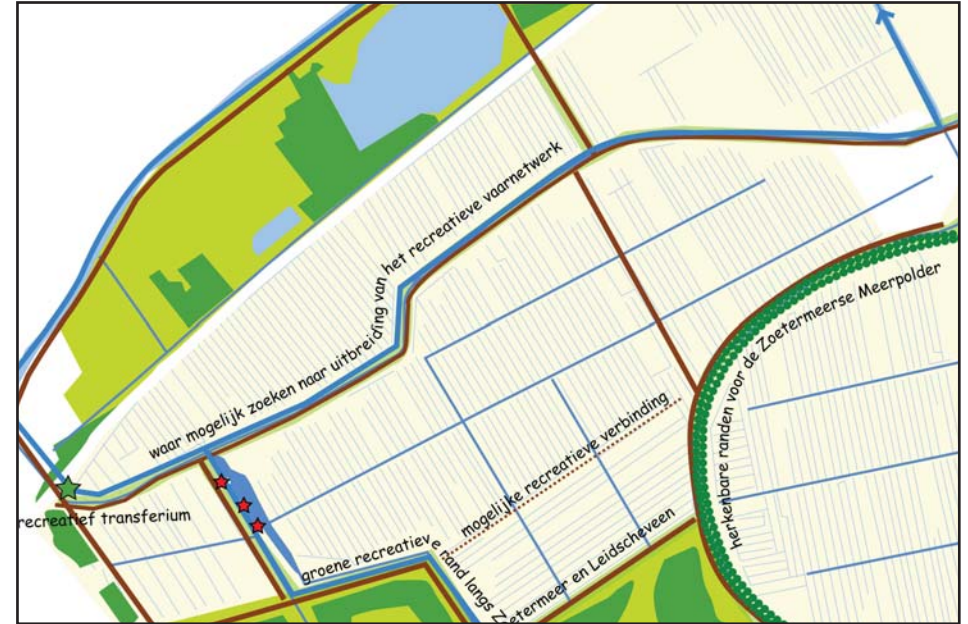 waar mogelijk zoeken naar uitbreiding van het recreatieve vaarnetwerk
herkenbare randen voor de Zoetermeerse Meerpolder
mogelijke recreatieve verbinding
recreatief transferium
groene recreatieve rand langs Zoetermeer en Leidscheveen